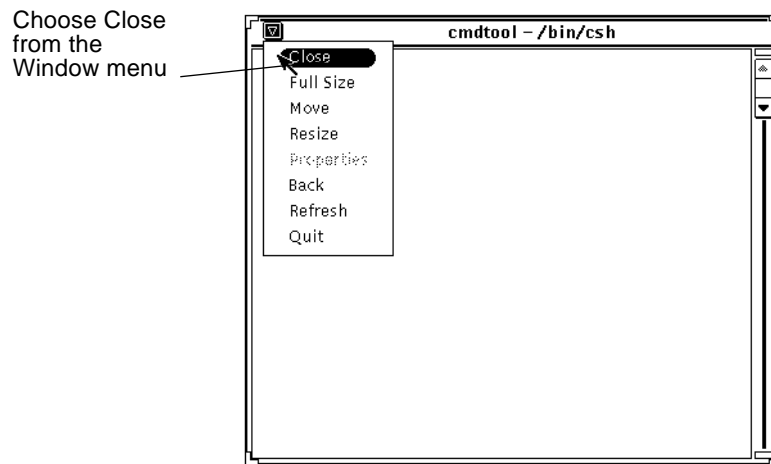 Choose Close
from the
Window menu
cmdtool – /bin/csh
Close
Full Size
Move
Resize
Properties
Back
Refresh
Quit